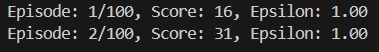 Episode: 1/100, Score: 16, Epsilon: 1.00
Episode: 2/100, Score: 31, Epsilon: 1.00